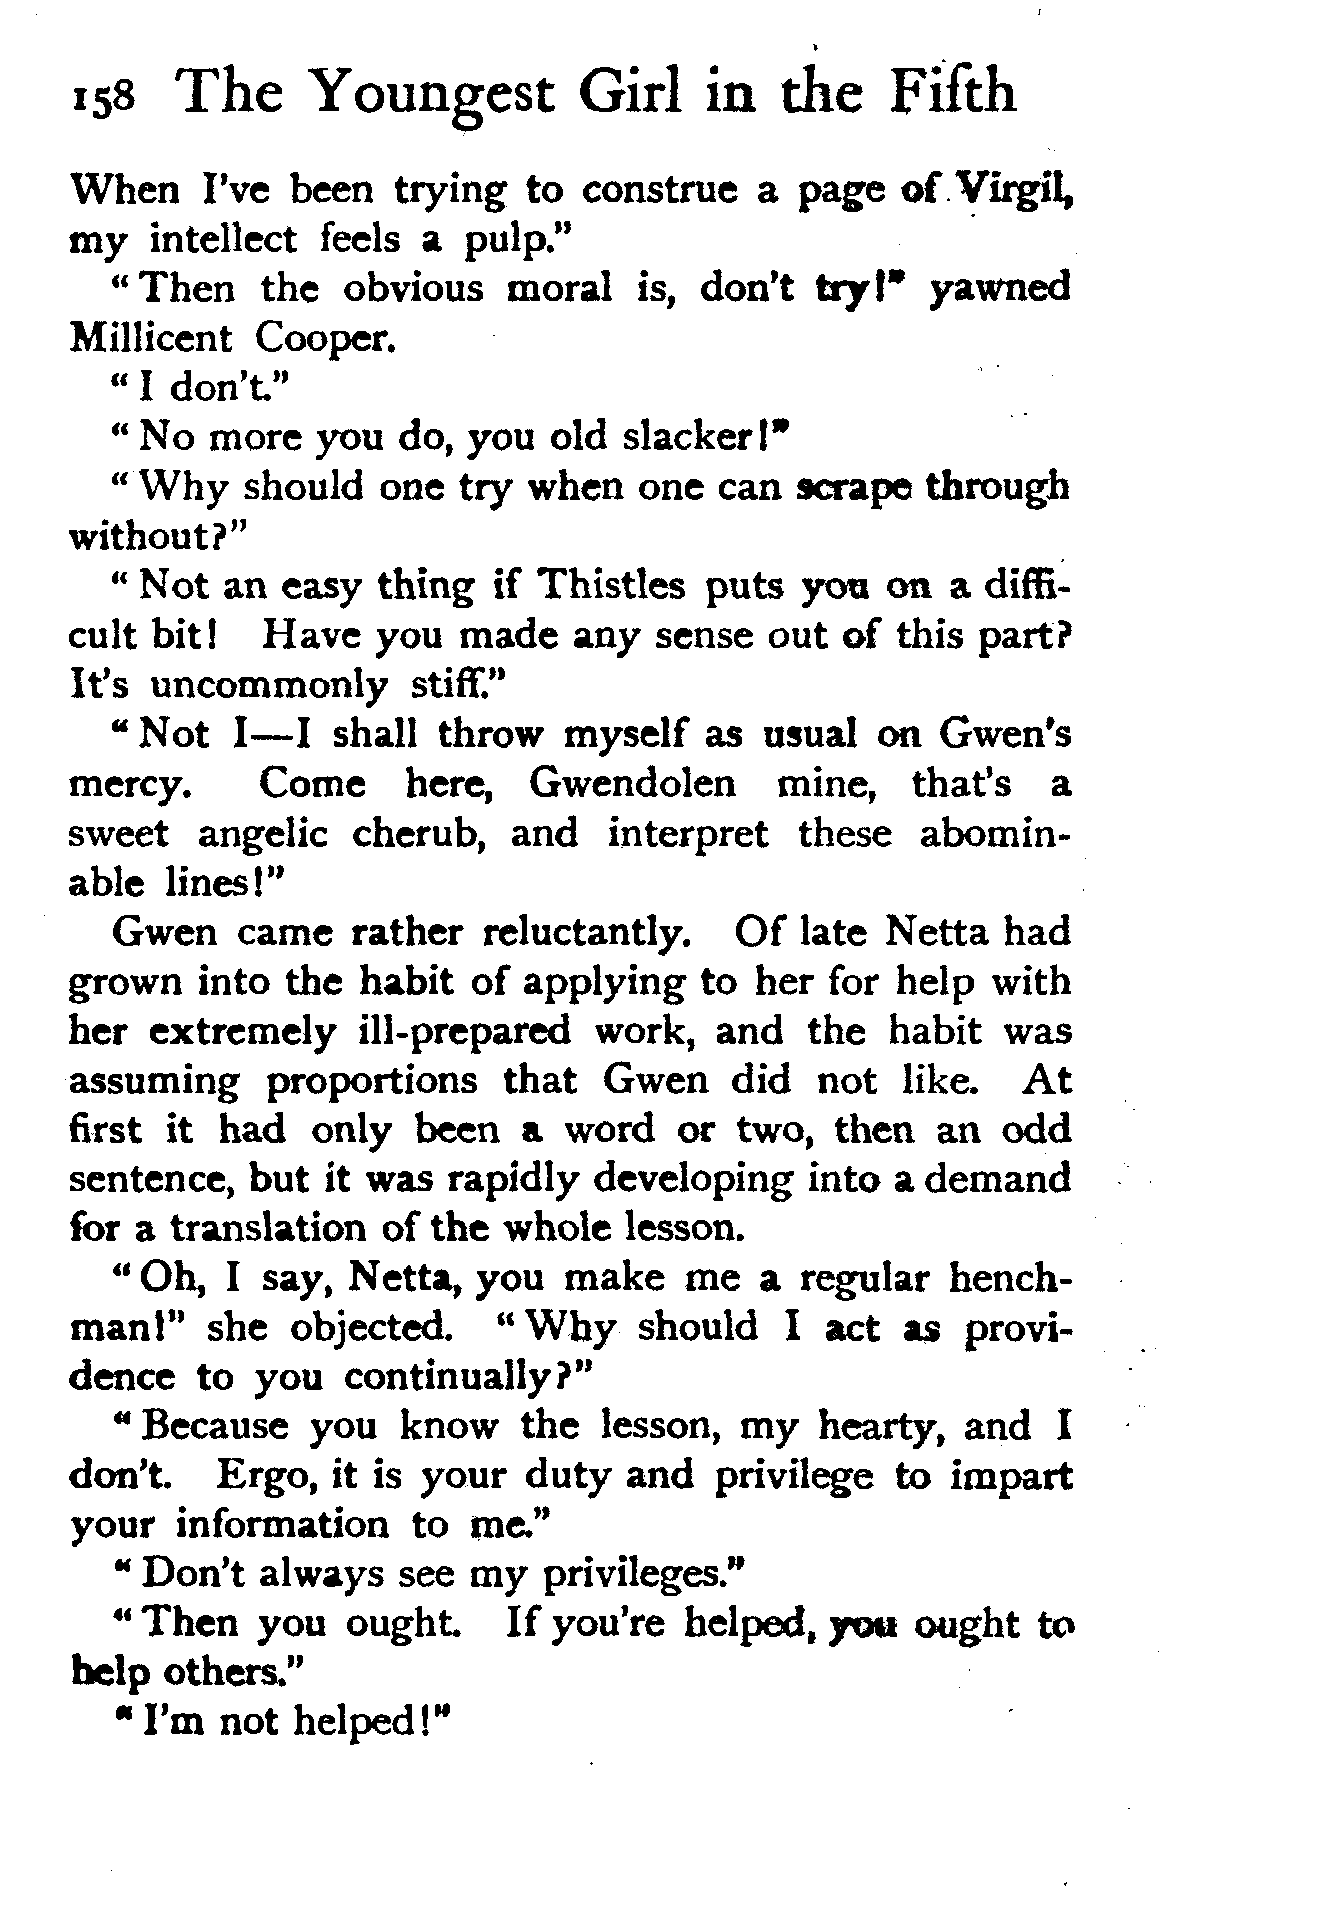 158 The Youngest Girl in the Fifth
When I've been trying to construe a page of Virgil,
my intellect feels a pulp."
"Then the obvious moral is, don't try!" yawned
Millicent Cooper.
"I don't."
"No more you do, you old slacker!"
"Why should one try when one can scrape through
without?"
"Not an easy thing if Thistles puts you on a diffi-
cult bit! Have you made any sense out of this part?
It's uncommonly stiff."
"Not I—I shall throw myself as usual on Gwen's
mercy. Come here, Gwendolen mine, that's a
sweet angelic cherub, and interpret these abomin-
able lines!"
Gwen came rather reluctantly. Of late Netta had
grown into the habit of applying to her for help with
her extremely ill-prepared work, and the habit was
assuming proportions that Gwen did not like. At
first it had only been a word or two, then an odd
sentence, but it was rapidly developing into a demand
for a translation of the whole lesson.
"Oh, I say, Netta, you make me a regular hench-
man!" she objected. "Why should I act as provi-
dence to you continually?"
"Because you know the lesson, my hearty, and I
don't. Ergo, it is your duty and privilege to impart
your information to me."
"Don't always see my privileges."
"Then you ought. If you're helped, you ought to
help others."
"I'm not helped!"